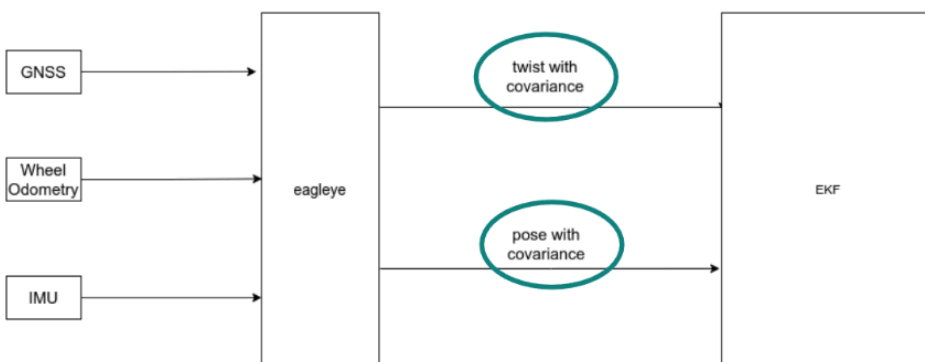 GNSS
Wheel
Odometry
IMU
eagleye
twist with
covariance
pose with
covariance
EKF